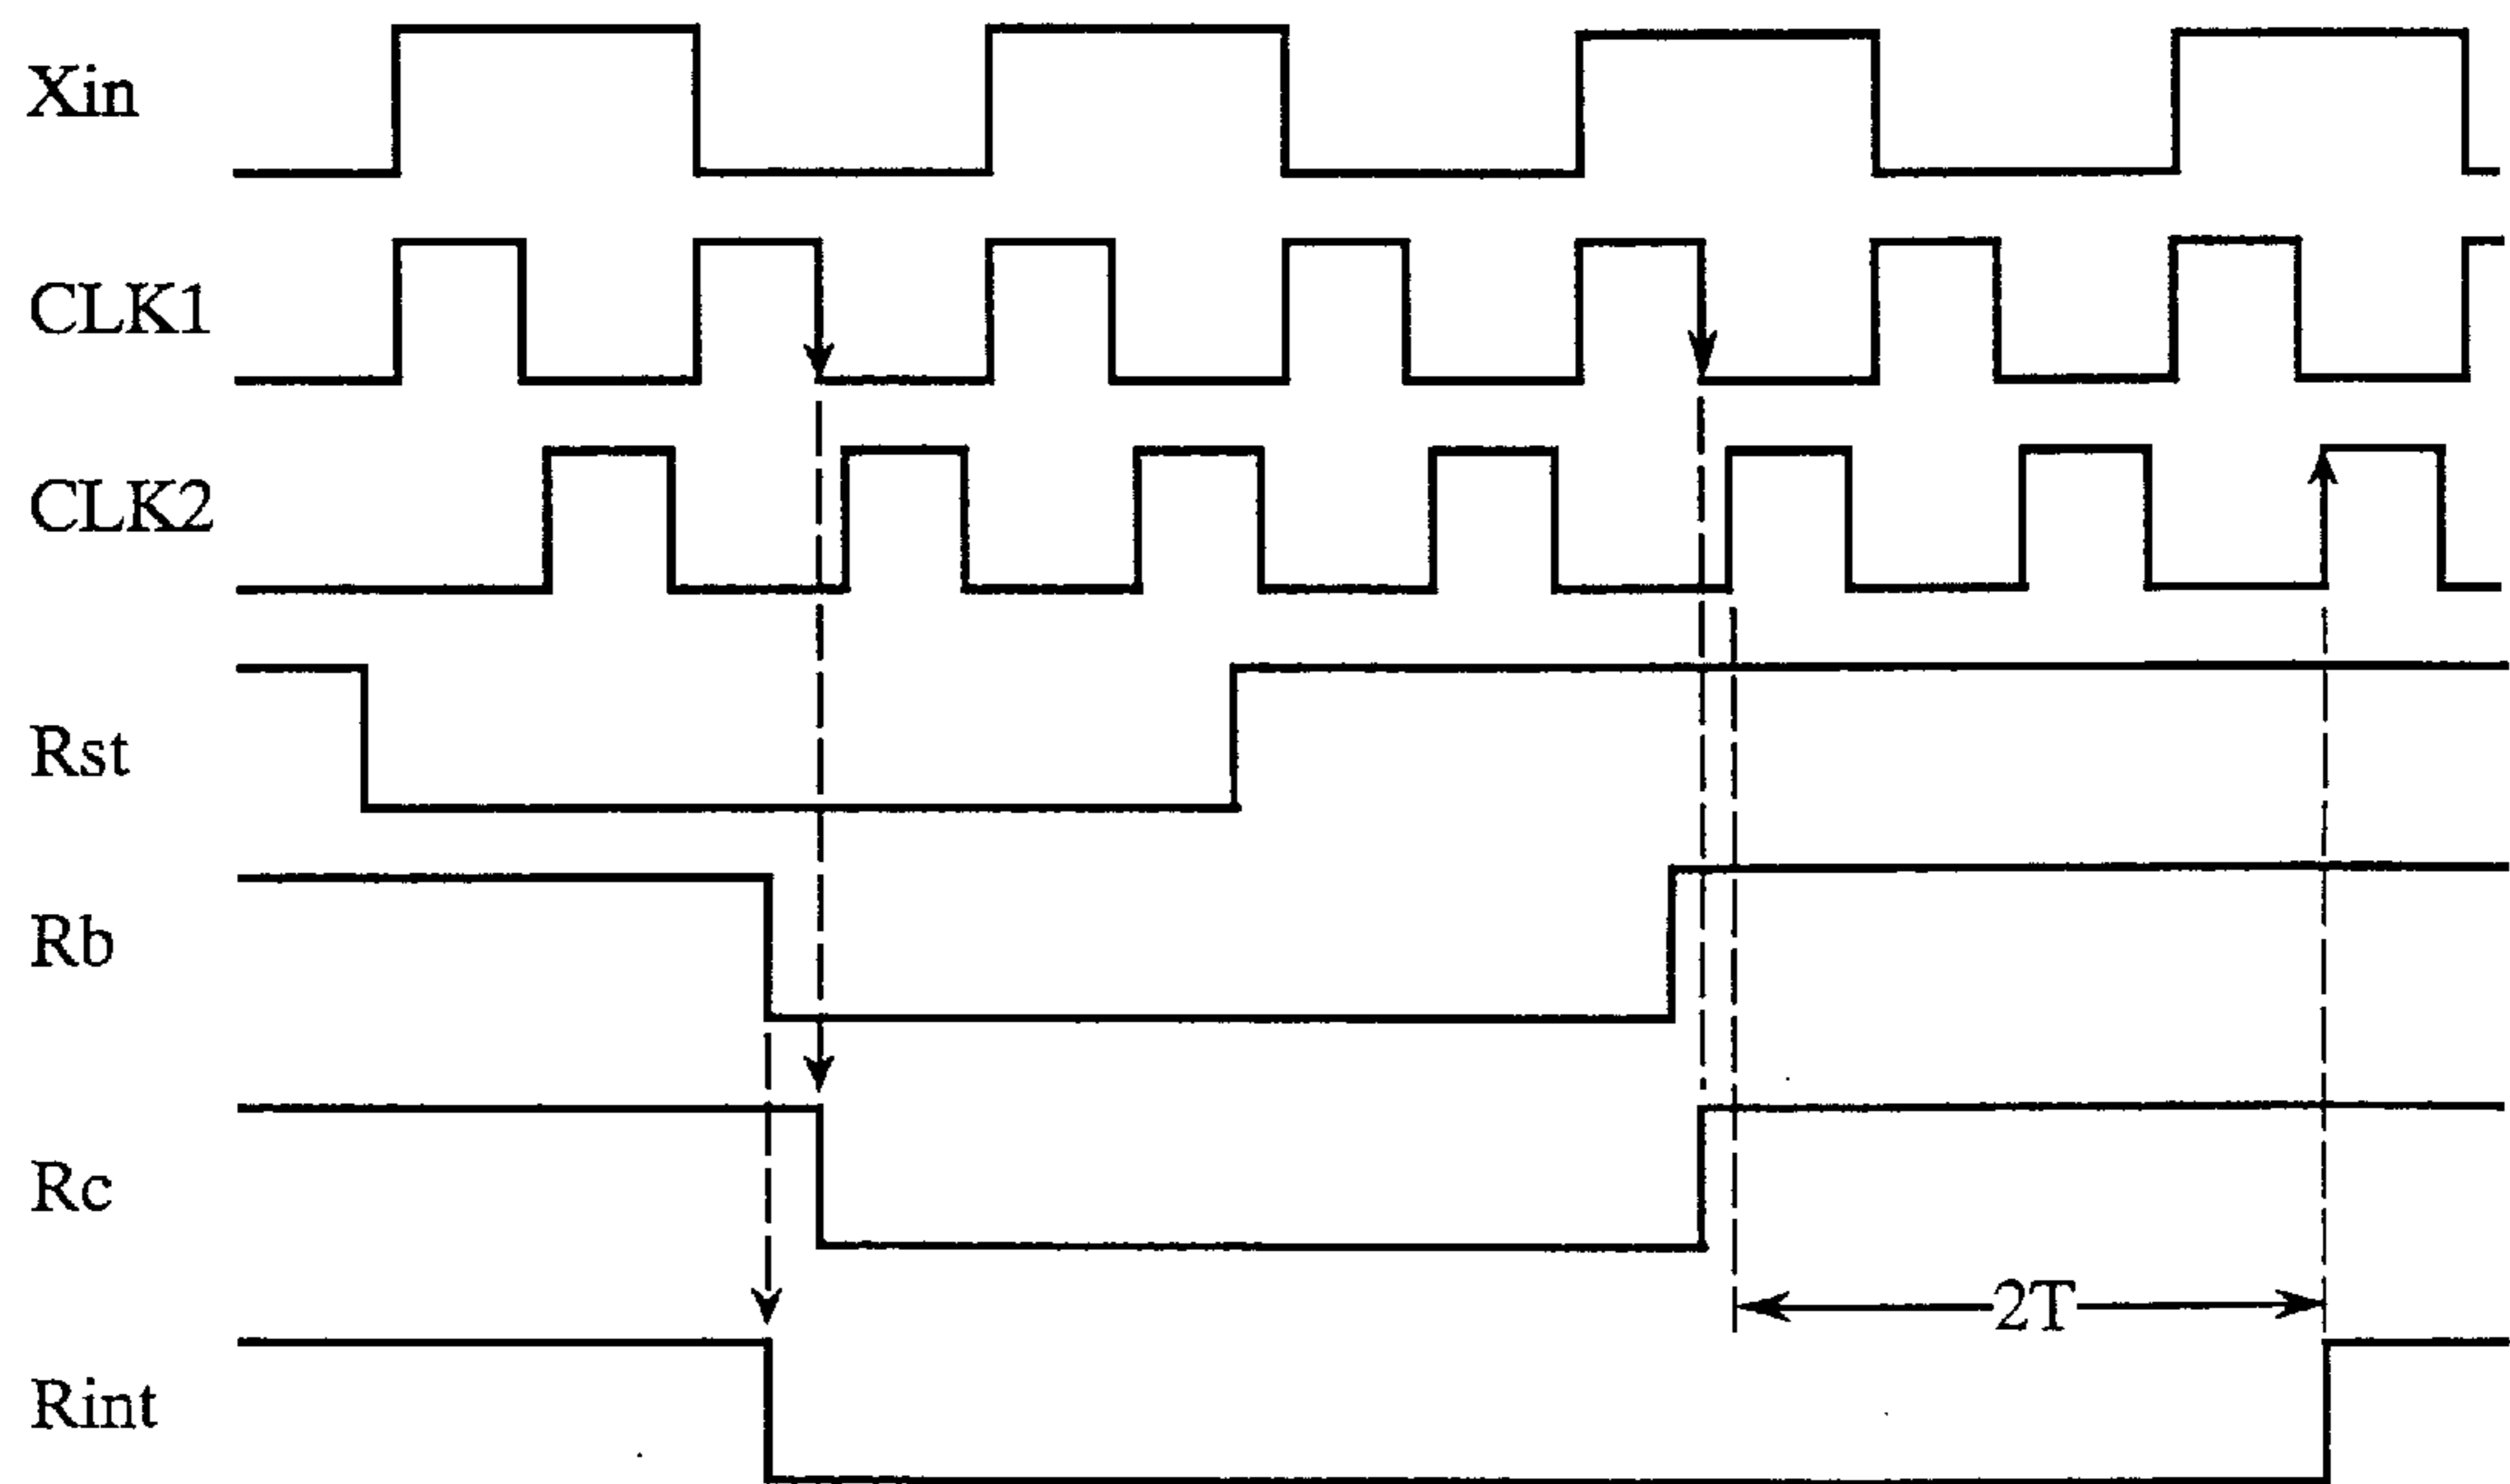 Xin
CLK1
CLK2
Rst
Rb
Rc
2T
Rint